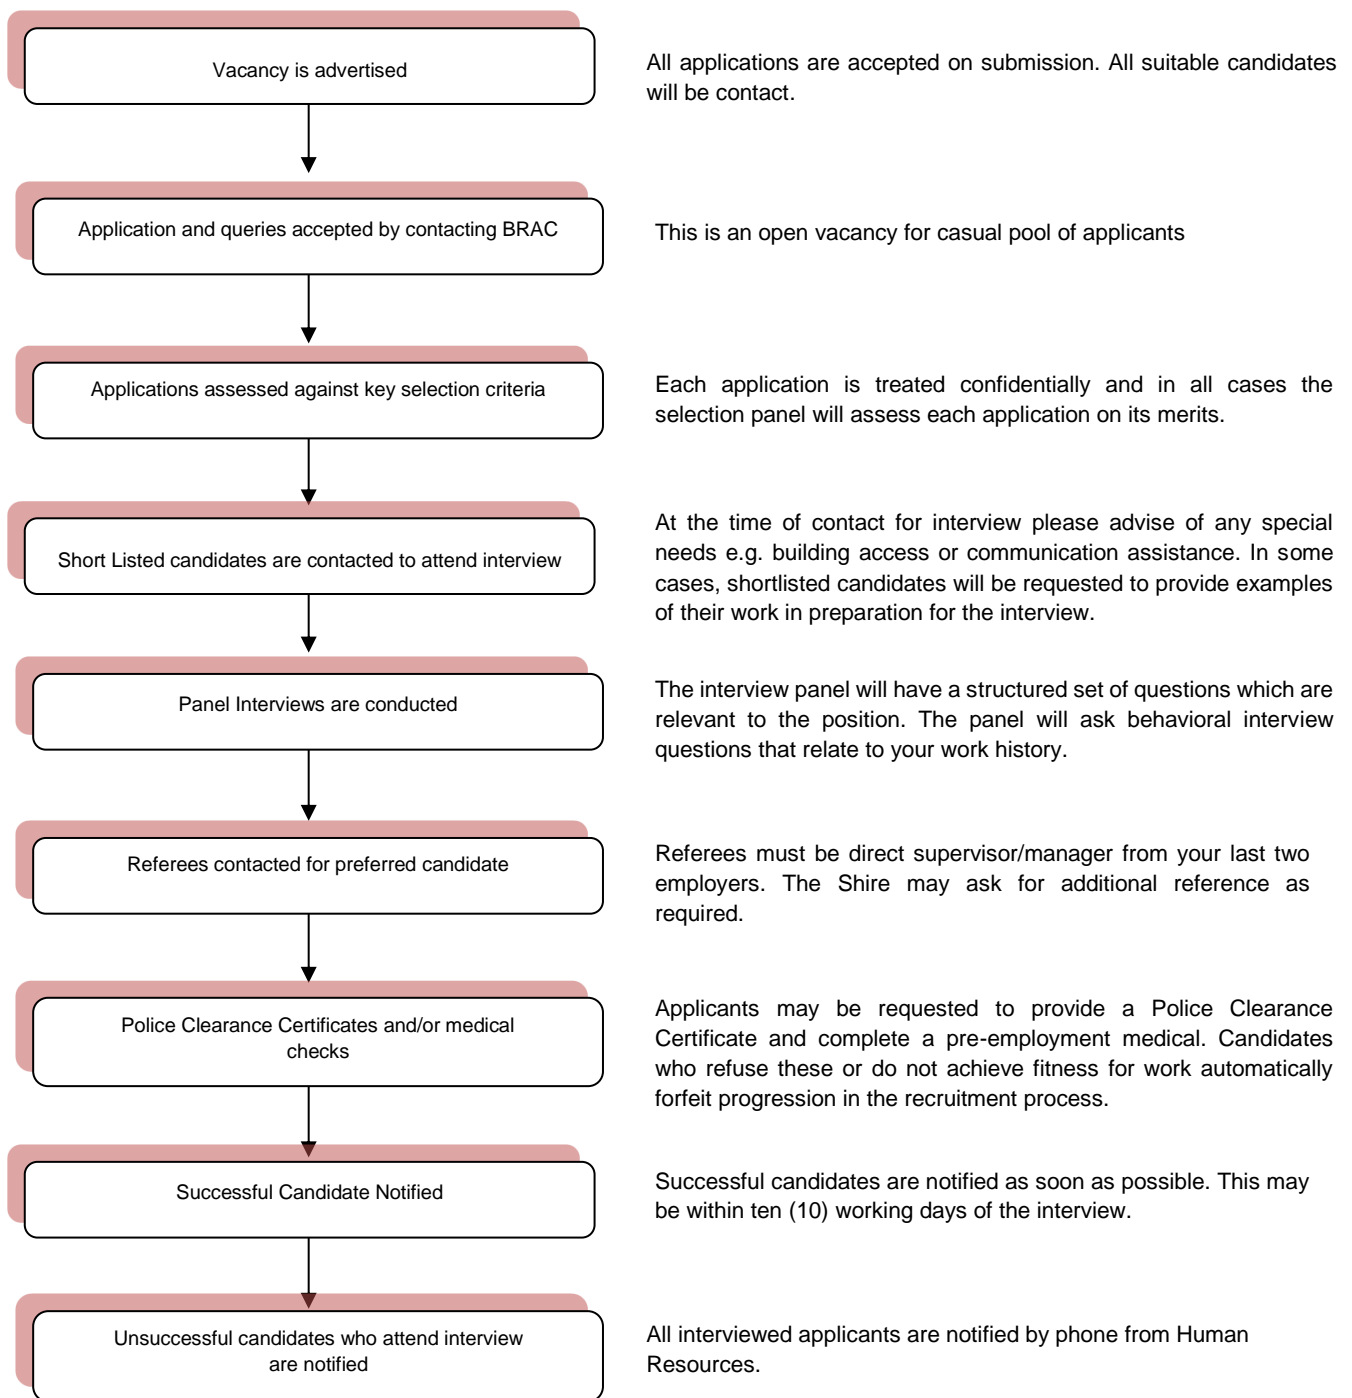 Vacancy is advertised
All applications are accepted on submission. All suitable candidates
will be contact.
Application and queries accepted by contacting BRAC
This is an open vacancy for casual pool of applicants
Applications assessed against key selection criteria
Each application is treated confidentially and in all cases the
selection panel will assess each application on its merits.
Short Listed candidates are contacted to attend interview
At the time of contact for interview please advise of any special
needs e.g. building access or communication assistance. In some
cases, shortlisted candidates will be requested to provide examples
of their work in preparation for the interview.
Panel Interviews are conducted
The interview panel will have a structured set of questions which are
relevant to the position. The panel will ask behavioral interview
questions that relate to your work history.
Referees contacted for preferred candidate
Referees must be direct supervisor/manager from your last two
employers. The Shire may ask for additional reference as
required.
Police Clearance Certificates and/or medical
checks
Applicants may be requested to provide a Police Clearance
Certificate and complete a pre-employment medical. Candidates
who refuse these or do not achieve fitness for work automatically
forfeit progression in the recruitment process.
Successful Candidate Notified
Successful candidates are notified as soon as possible. This may
be within ten (10) working days of the interview.
Unsuccessful candidates who attend interview
are notified
All interviewed applicants are notified by phone from Human
Resources.